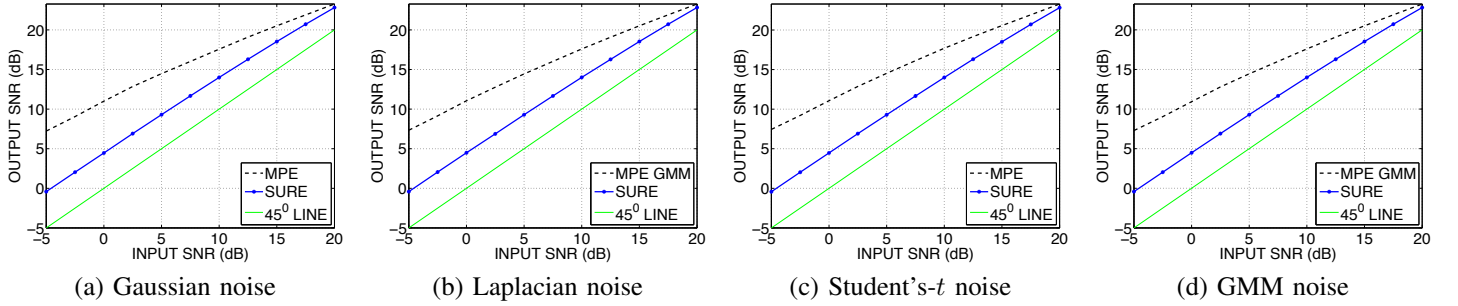 OUTPUT SNR (dB)
20
15
10
5
0
−5
MPE
SURE
45⁰ LINE
−5 0 5 10 15 20
INPUT SNR (dB)
(a) Gaussian noise
OUTPUT SNR (dB)
20
15
10
5
0
−5
MPE GMM
SURE
45⁰ LINE
−5 0 5 10 15 20
INPUT SNR (dB)
(b) Laplacian noise
OUTPUT SNR (dB)
20
15
10
5
0
−5
MPE GMM
SURE
45⁰ LINE
−5 0 5 10 15 20
INPUT SNR (dB)
(c) Student's-t noise
OUTPUT SNR (dB)
20
15
10
5
0
−5
MPE GMM
SURE
45⁰ LINE
−5 0 5 10 15 20
INPUT SNR (dB)
(d) GMM noise